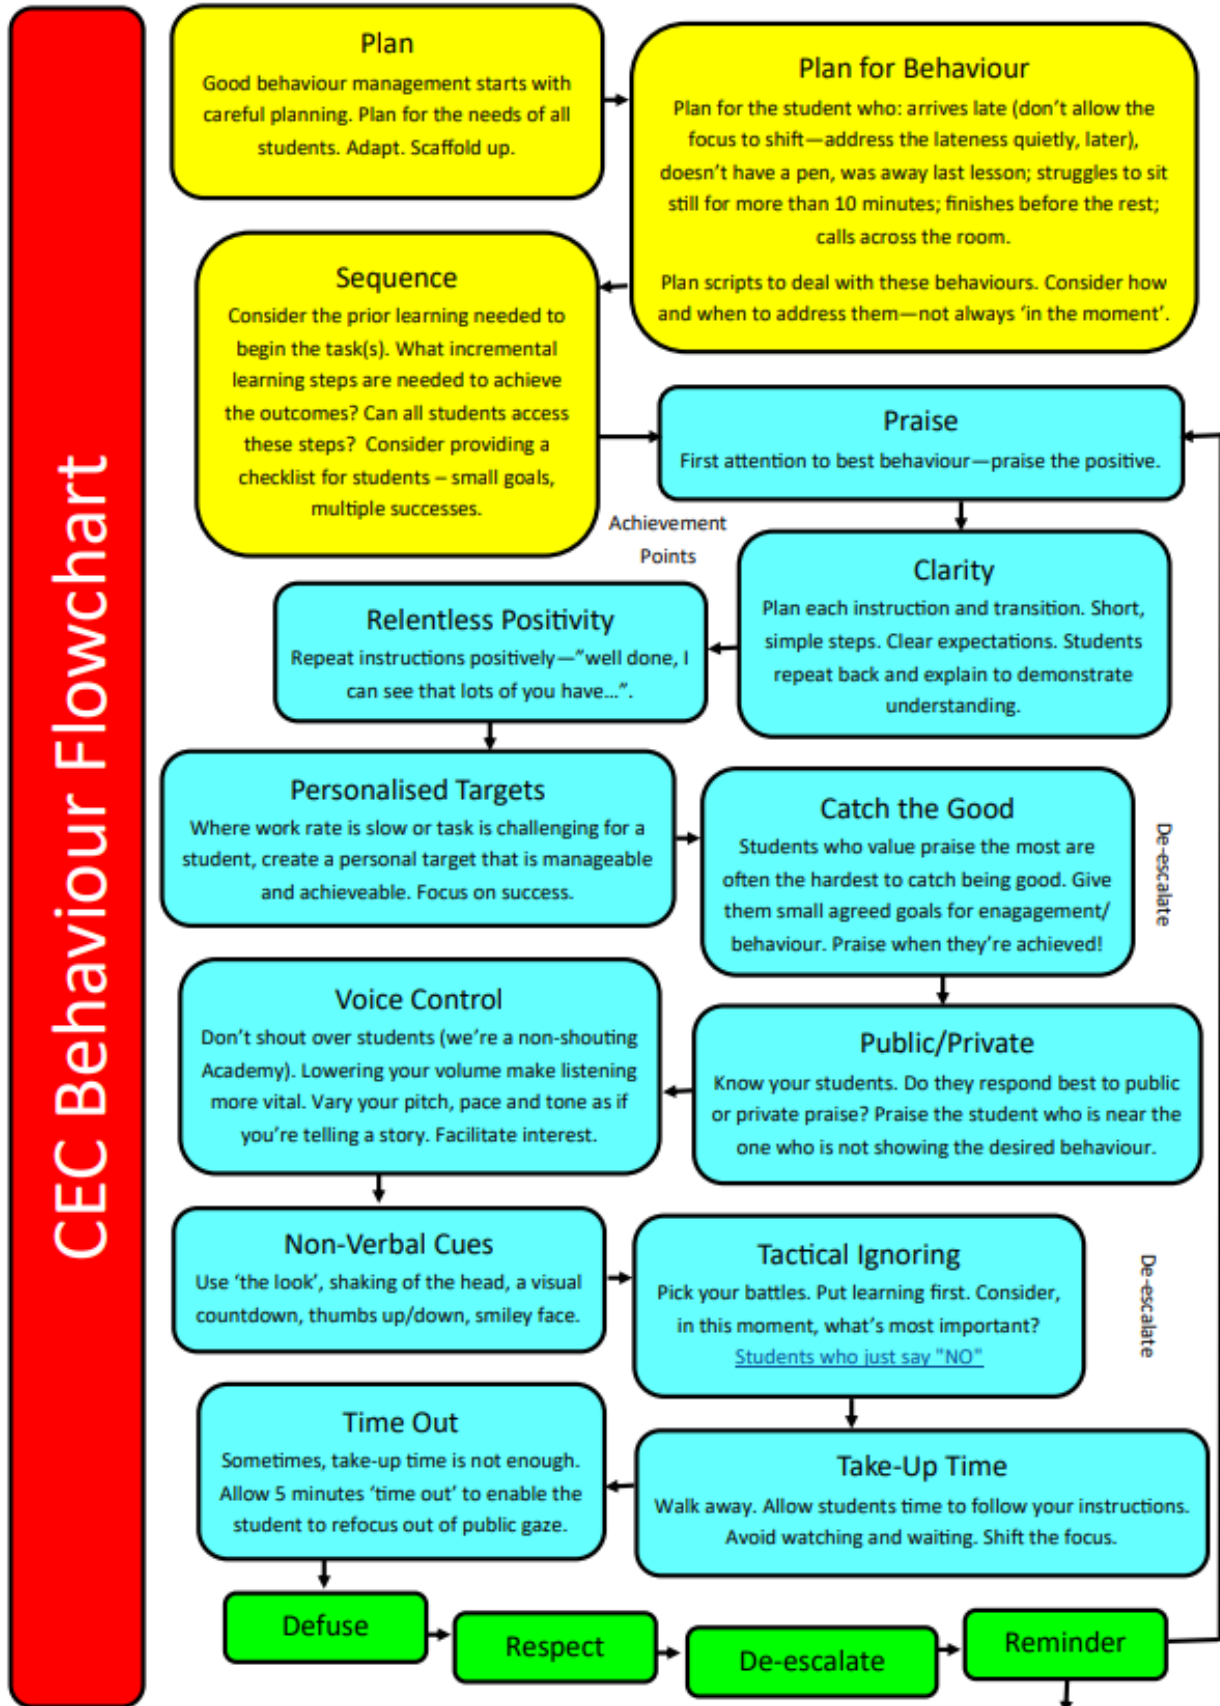 CEC Behaviour Flowchart
Plan
Good behaviour management starts with
careful planning. Plan for the needs of all
students. Adapt. Scaffold up.
Plan for Behaviour
Plan for the student who: arrives late (don't allow the
focus to shift—address the lateness quietly, later),
doesn't have a pen, was away last lesson; struggles to sit
still for more than 10 minutes; finishes before the rest;
calls across the room.
Plan scripts to deal with these behaviours. Consider how
and when to address them—not always 'in the moment'.
Sequence
Consider the prior learning needed to
begin the task(s). What incremental
learning steps are needed to achieve
the outcomes? Can all students access
these steps?  Consider providing a
checklist for students – small goals,
multiple successes.
Praise
First attention to best behaviour—praise the positive.
Achievement
Points
Clarity
Plan each instruction and transition. Short,
simple steps. Clear expectations. Students
repeat back and explain to demonstrate
understanding.
Relentless Positivity
Repeat instructions positively—"well done, I
can see that lots of you have…".
Personalised Targets
Where work rate is slow or task is challenging for a
student, create a personal target that is manageable
and achieveable. Focus on success.
Catch the Good
Students who value praise the most are
often the hardest to catch being good. Give
them small agreed goals for enagagement/
behaviour. Praise when they're achieved!
De-escalate
Public/Private
Know your students. Do they respond best to public
or private praise? Praise the student who is near the
one who is not showing the desired behaviour.
Voice Control
Don't shout over students (we're a non-shouting
Academy). Lowering your volume make listening
more vital. Vary your pitch, pace and tone as if
you're telling a story. Facilitate interest.
Non-Verbal Cues
Use 'the look', shaking of the head, a visual
countdown, thumbs up/down, smiley face.
Tactical Ignoring
Pick your battles. Put learning first. Consider,
in this moment, what's most important?
Students who just say "NO"
De-escalate
Take-Up Time
Walk away. Allow students time to follow your instructions.
Avoid watching and waiting. Shift the focus.
Time Out
Sometimes, take-up time is not enough.
Allow 5 minutes 'time out' to enable the
student to refocus out of public gaze.
Defuse
Respect
De-escalate
Reminder